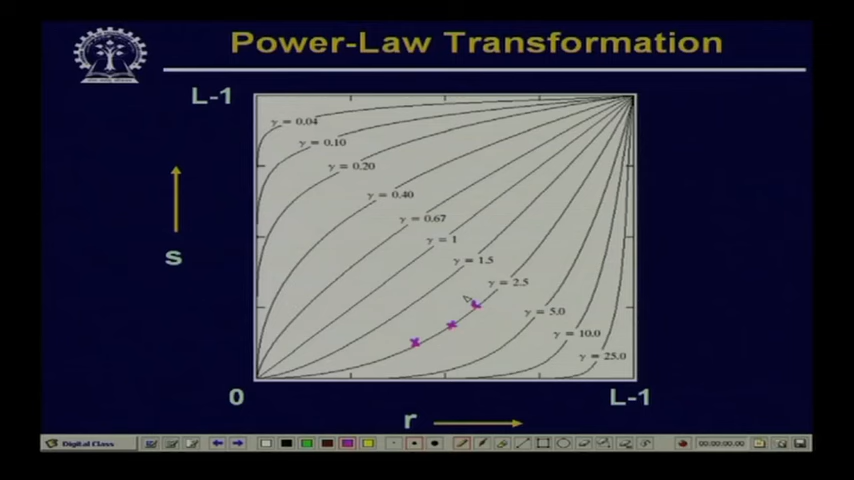 Power-Law Transformation
L-1
γ = 0.04
γ = 0.10
γ = 0.20
γ = 0.40
γ = 0.67
γ = 1
γ = 1.5
γ = 2.5
γ = 5.0
γ = 10.0
γ = 25.0
s
0
L-1
r
Digital Class
00:00:00.00